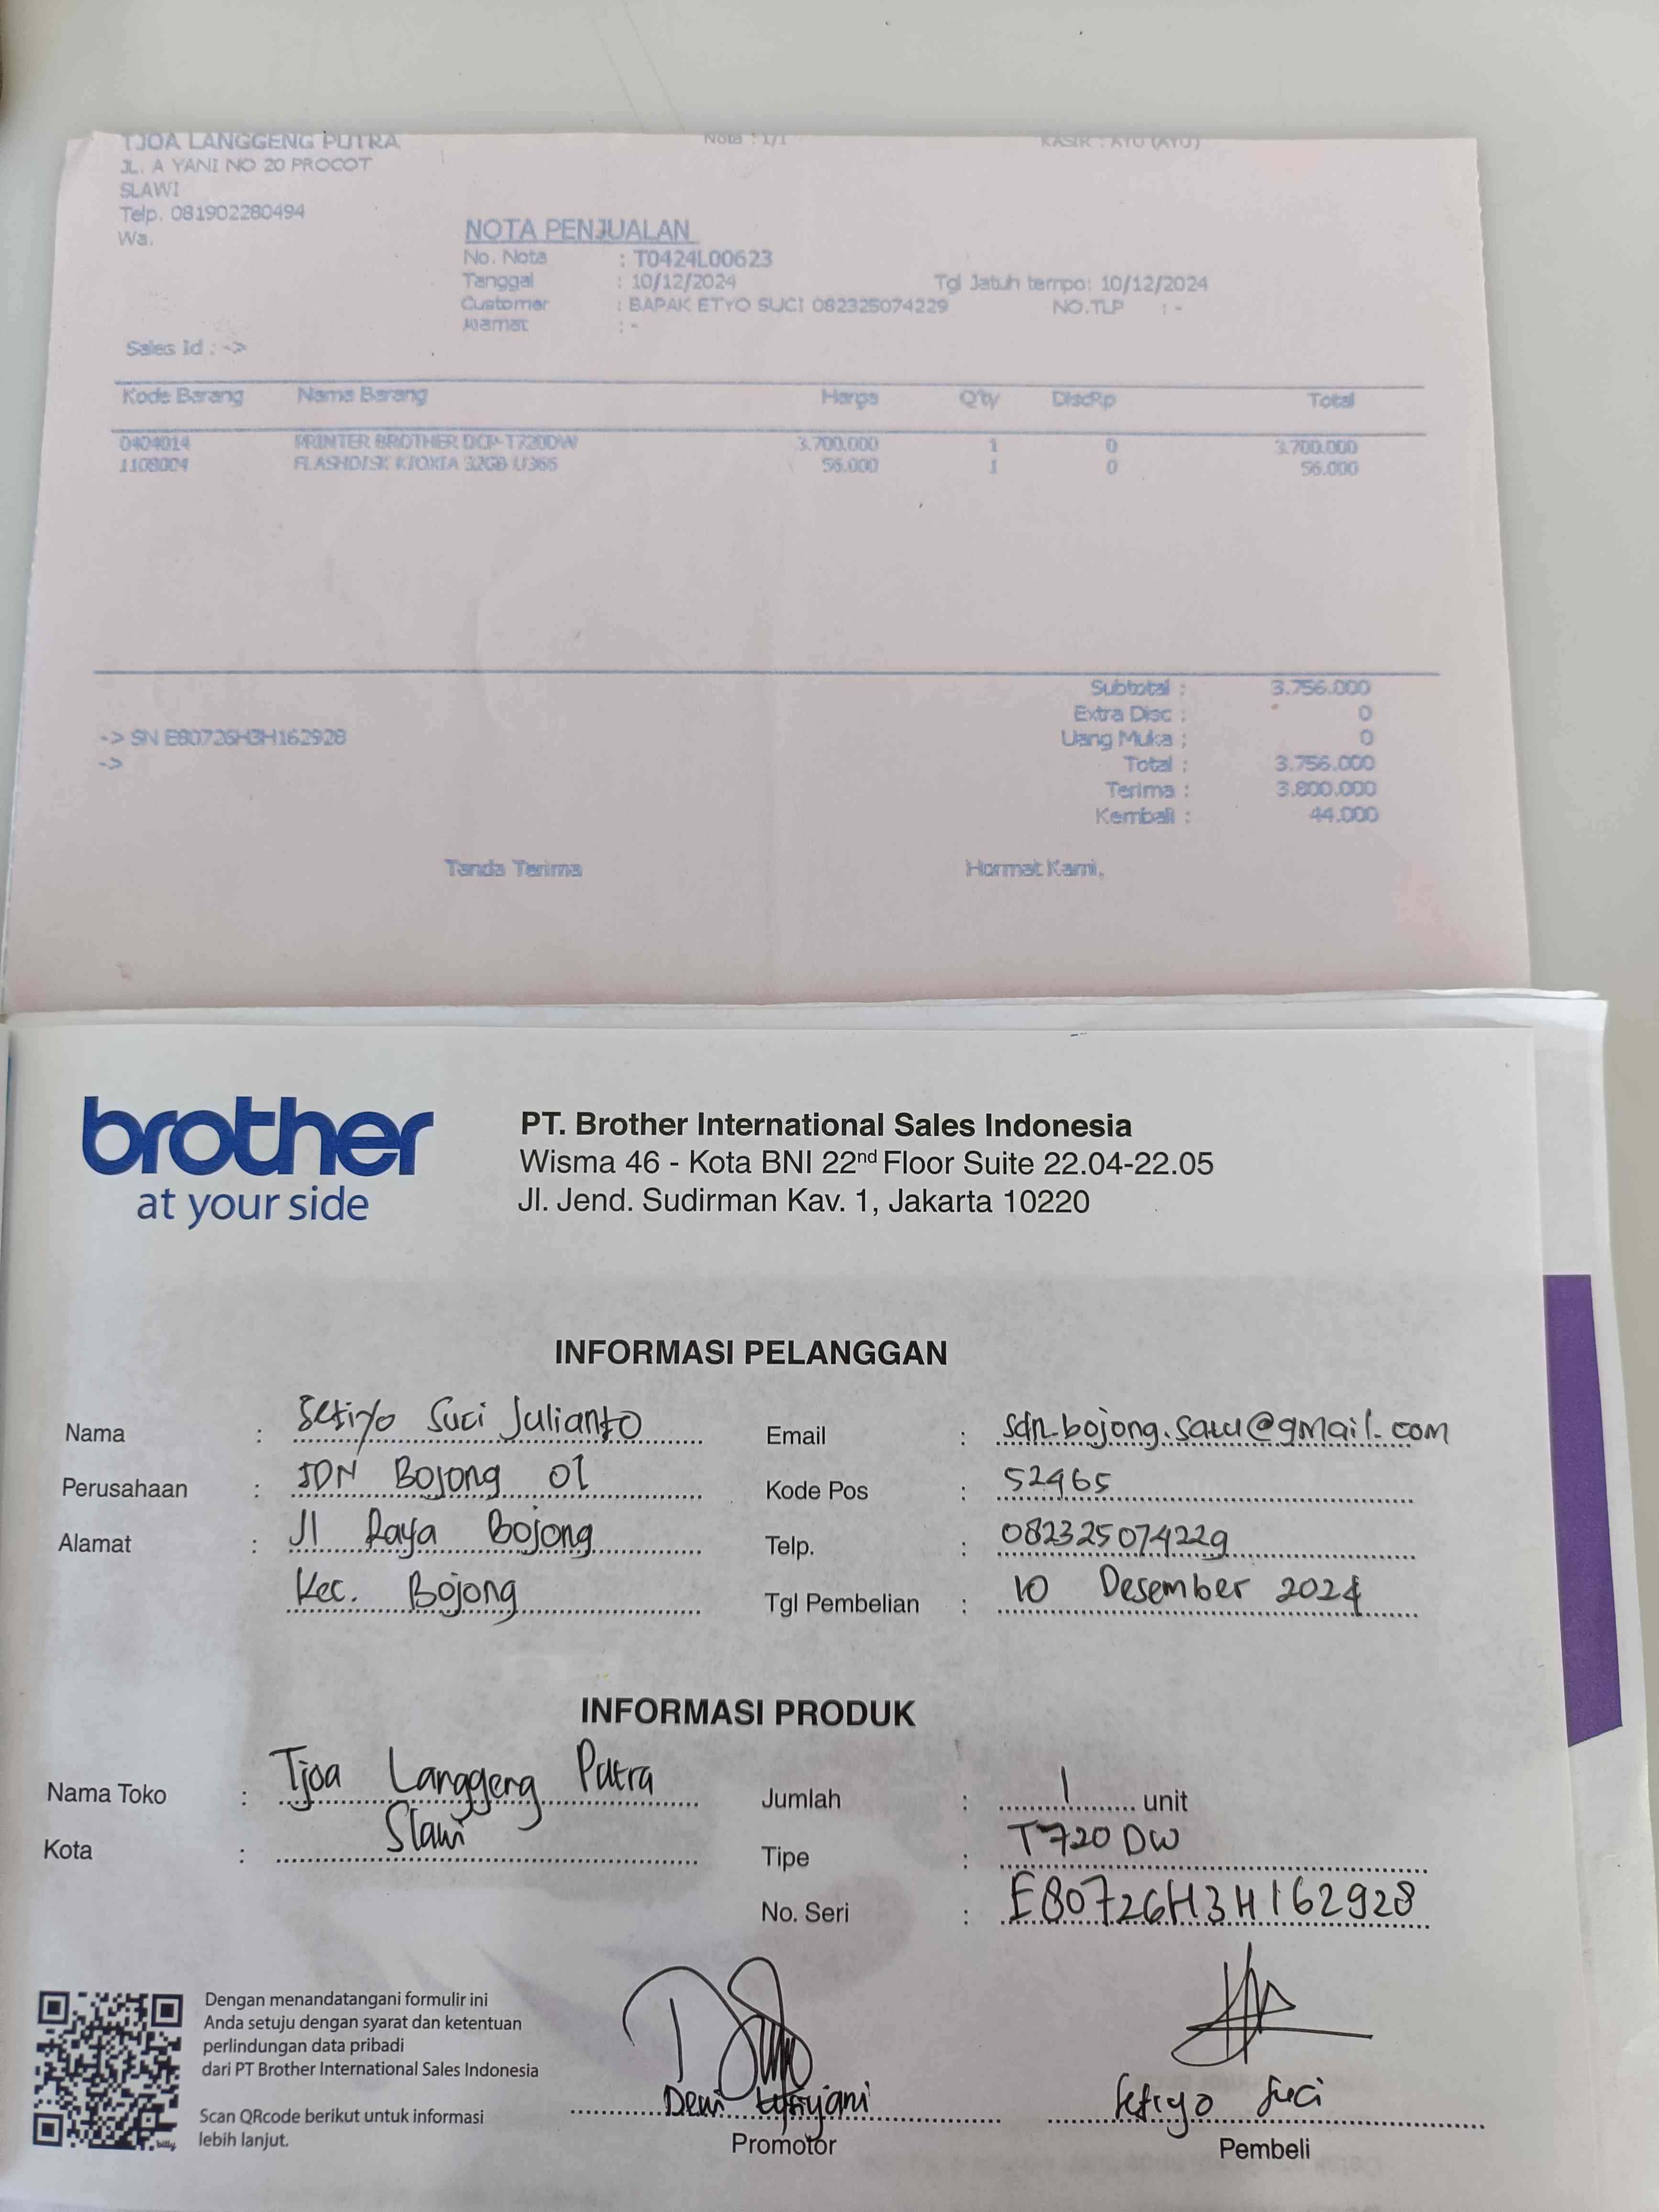 TJOA LANGGENG PUTRA Nota : 1/1 KASIR : AYU (AYU)
JL. A YANI NO 20 PROCOT
SLAWI
Telp. 081902280494
Wa.
NOTA PENJUALAN
No. Nota : T0424L00623
Tanggal : 10/12/2024 Tgl Jatuh tempo: 10/12/2024
Customer : BAPAK ETYO SUCI 082325074229 NO.TLP : -
Alamat : -
Sales Id : ->
Kode Barang Nama Barang Harga Q'ty DiscRp Total
0404014 PRINTER BROTHER DCP-T720DW 3.700.000 1 0 3.700.000
1108004 FLASHDISK KIOXIA 32GB U366 56.000 1 0 56.000
Subtotal : 3.756.000
Extra Disc : 0
-> SN E80726H3H162928 Uang Muka : 0
-> Total : 3.756.000
Terima : 3.800.000
Kembali : 44.000
Tanda Terima Hormat Kami,
brother
at your side
PT. Brother International Sales Indonesia
Wisma 46 - Kota BNI 22nd Floor Suite 22.04-22.05
Jl. Jend. Sudirman Kav. 1, Jakarta 10220
INFORMASI PELANGGAN
Nama : Setiyo Suci Julianto Email : sdn.bojong.satu@gmail.com
Perusahaan : SDN Bojong 01 Kode Pos : 52465
Alamat : Jl Raya Bojong Telp. : 082325074229
Kec. Bojong Tgl Pembelian : 10 Desember 2024
INFORMASI PRODUK
Nama Toko : Tjoa Langgeng Putra Jumlah : 1 unit
Kota : Slawi Tipe : T720DW
No. Seri : E80726H3H162928
Dengan menandatangani formulir ini
Anda setuju dengan syarat dan ketentuan
perlindungan data pribadi
dari PT Brother International Sales Indonesia
Scan QRcode berikut untuk informasi
lebih lanjut.
Dewi Setiyo Suci
Promotor Pembeli